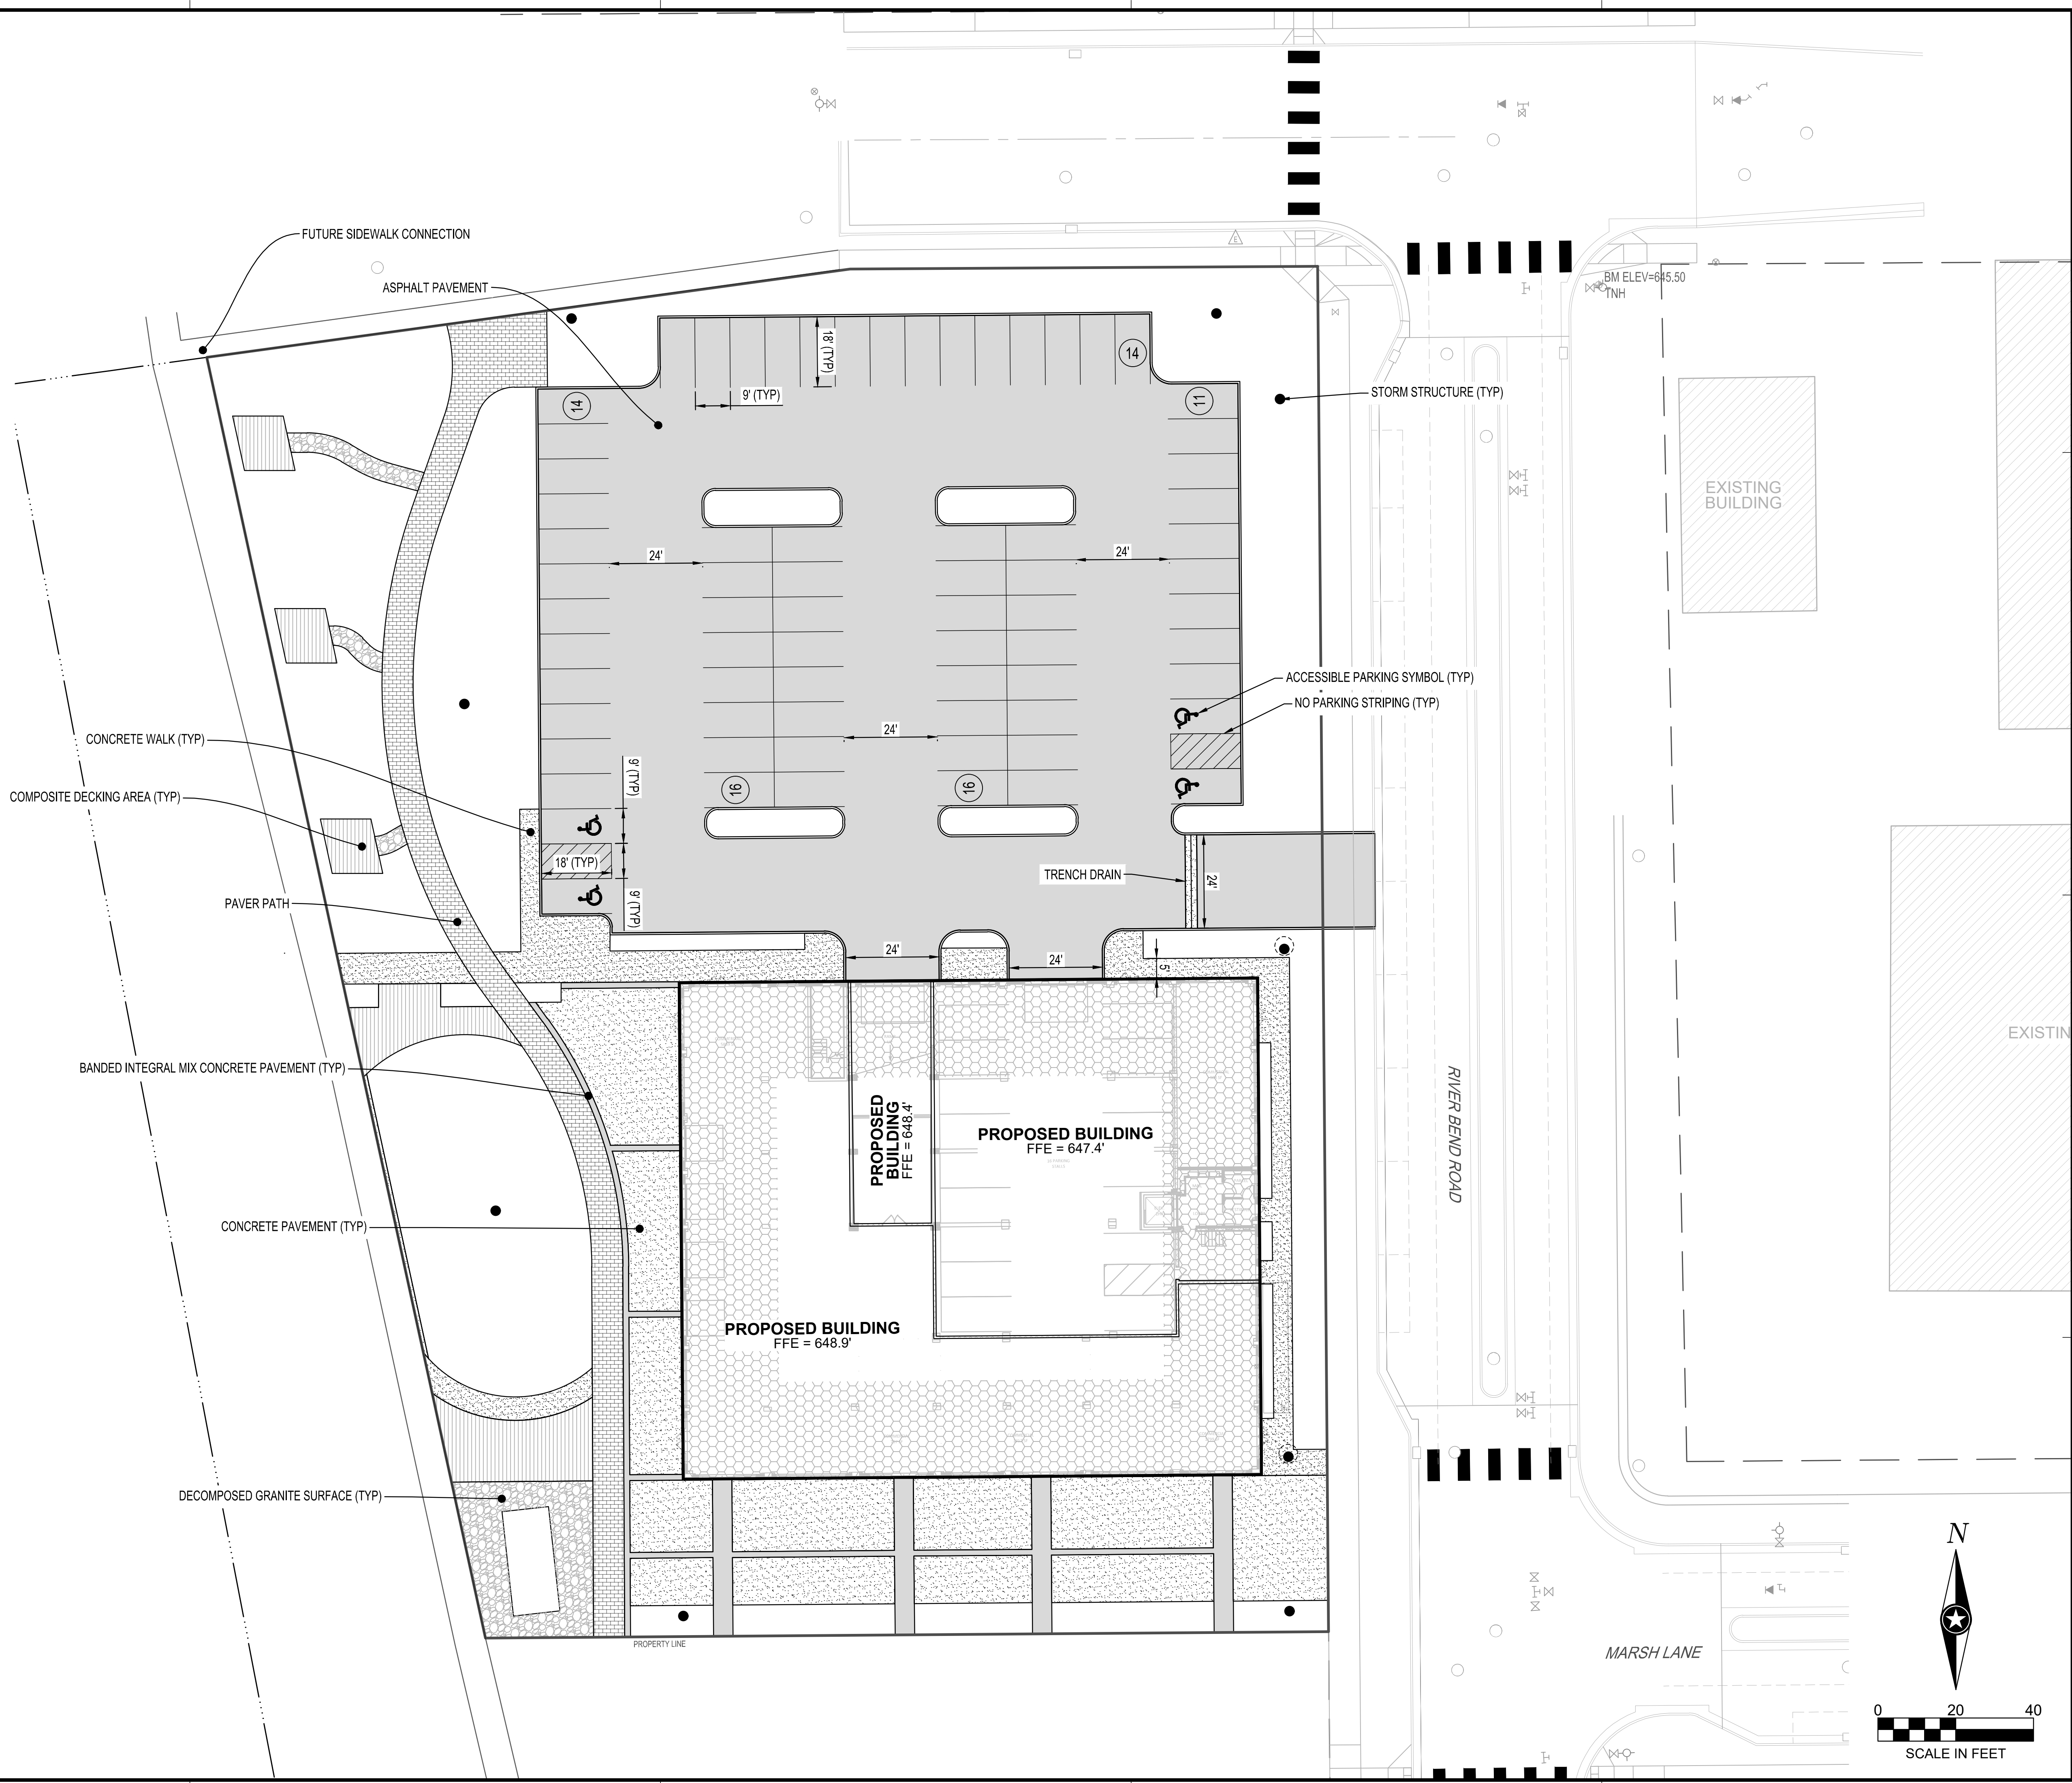 FUTURE SIDEWALK CONNECTION
ASPHALT PAVEMENT
BM ELEV=645.50
TNH
E
18' (TYP)
14
9' (TYP)
14
11
STORM STRUCTURE (TYP)
EXISTING
BUILDING
24'
24'
ACCESSIBLE PARKING SYMBOL (TYP)
NO PARKING STRIPING (TYP)
24'
CONCRETE WALK (TYP)
9' (TYP)
16
16
COMPOSITE DECKING AREA (TYP)
18' (TYP)
TRENCH DRAIN
24'
PAVER PATH
9' (TYP)
24'
24'
5'
EXISTIN
BANDED INTEGRAL MIX CONCRETE PAVEMENT (TYP)
PROPOSED
BUILDING
FFE = 648.4'
PROPOSED BUILDING
FFE = 647.4'
RIVER BEND ROAD
CONCRETE PAVEMENT (TYP)
PROPOSED BUILDING
FFE = 648.9'
DECOMPOSED GRANITE SURFACE (TYP)
PROPERTY LINE
MARSH LANE
N
0 20 40
SCALE IN FEET